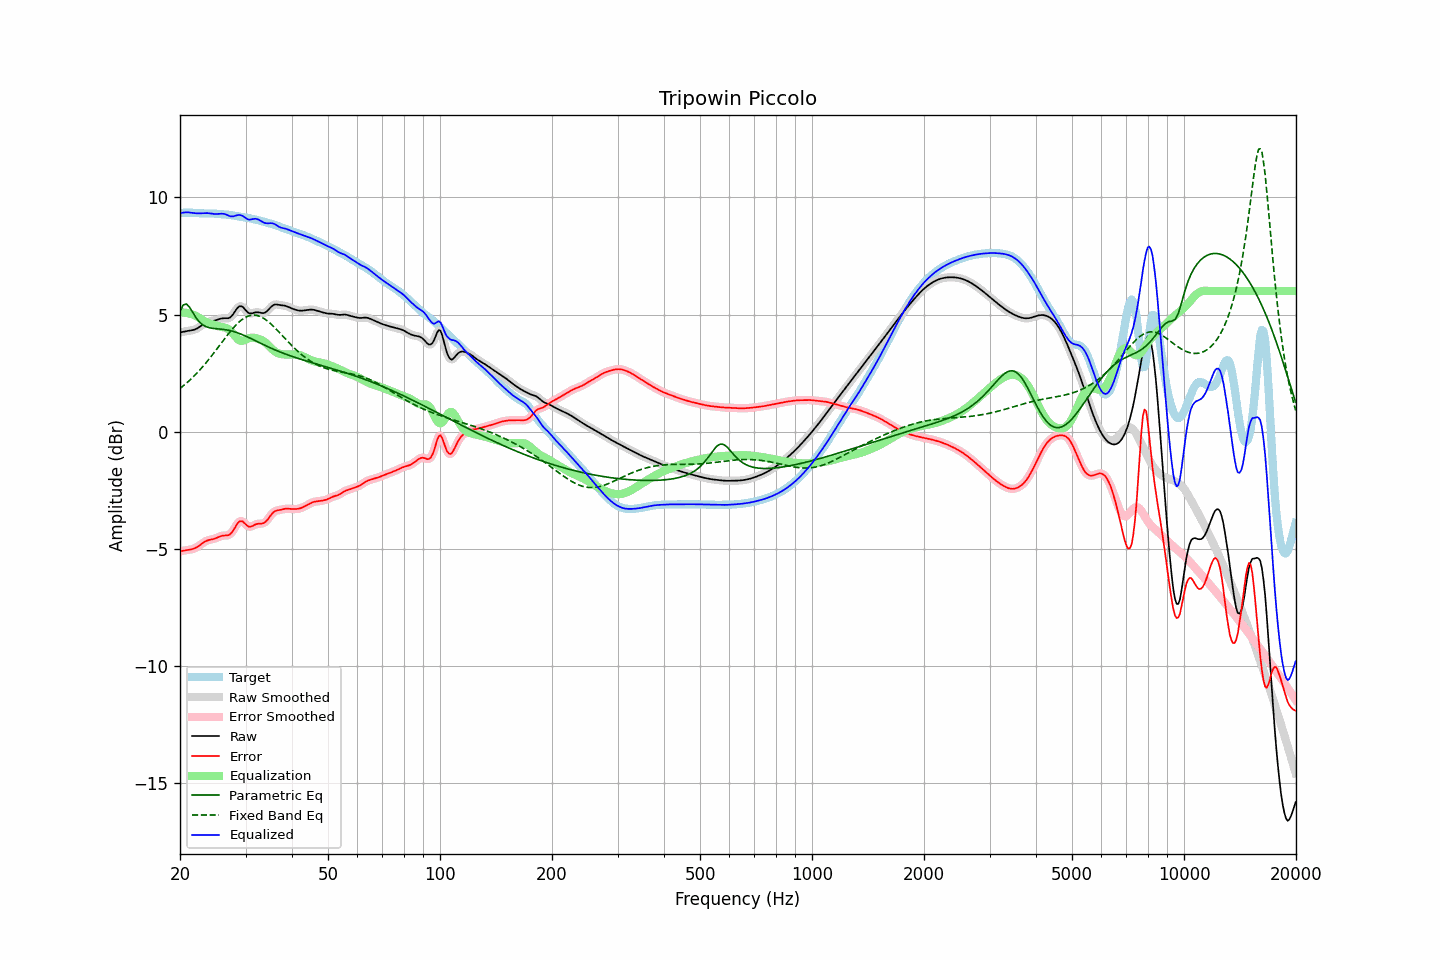 Tripowin Piccolo
Amplitude (dBr)
10
5
0
−5
−10
−15
Target
Raw Smoothed
Error Smoothed
Raw
Error
Equalization
Parametric Eq
Fixed Band Eq
Equalized
20 50 100 200 500 1000 2000 5000 10000 20000
Frequency (Hz)